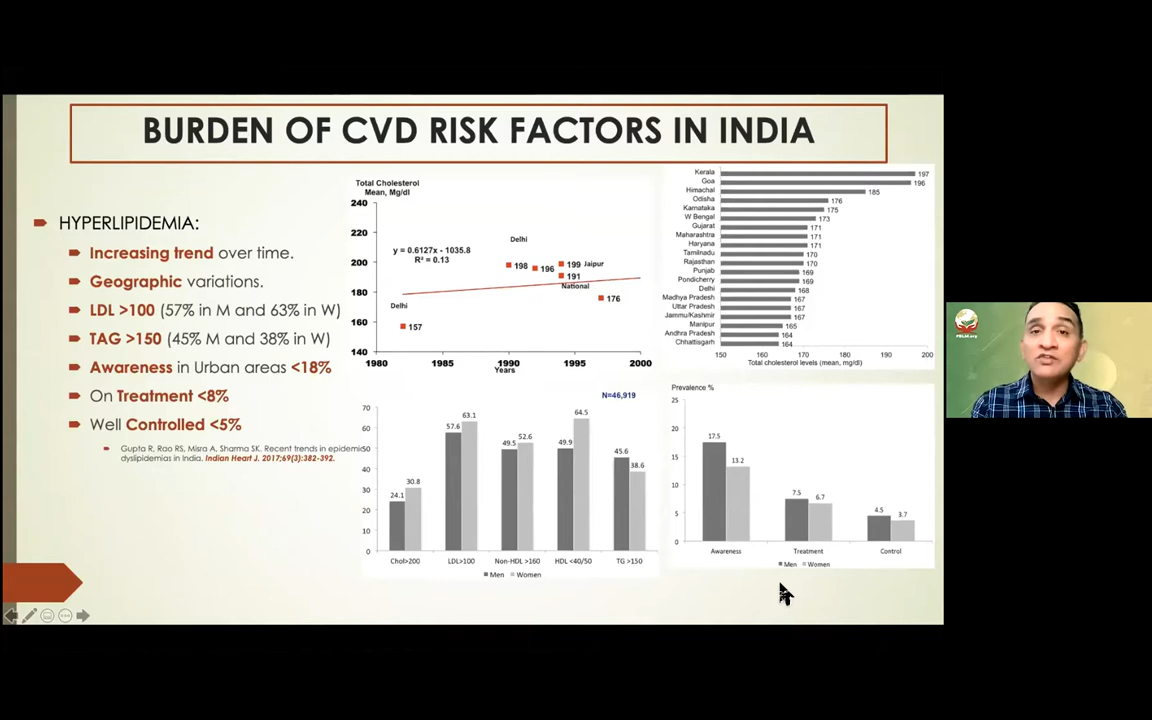 BURDEN OF CVD RISK FACTORS IN INDIA
HYPERLIPIDEMIA:
Increasing trend over time.
Geographic variations.
LDL >100 (57% in M and 63% in W)
TAG >150 (45% M and 38% in W)
Awareness in Urban areas <18%
On Treatment <8%
Well Controlled <5%
Gupta R, Rao RS, Misra A, Sharma SK. Recent trends in epidemic
dyslipidemias in India. Indian Heart J. 2017;69(3):382-392.
Total Cholesterol
Mean, Mg/dl
240
220
200
180
160
140
y = 0.6127x - 1035.8
R² = 0.13
Delhi
157
Delhi
198
196
199 Jaipur
191
National
176
1980 1985 1990 1995 2000
Years
Kerala 197
Goa 196
Himachal 185
Odisha 176
Karnataka 175
W Bengal 173
Gujarat 171
Maharashtra 171
Haryana 171
Tamilnadu 170
Rajasthan 170
Punjab 169
Pondicherry 169
Delhi 168
Madhya Pradesh 167
Uttar Pradesh 167
Jammu/Kashmir 167
Manipur 165
Andhra Pradesh 164
Chhattisgarh 164
150 160 170 180 190 200
Total cholesterol levels (mean, mg/dl)
N=46,919
70
60
50
40
30
20
10
0
24.1 30.8
57.6 63.1
49.5 52.6
49.9 64.5
45.6 38.6
Chol>200 LDL>100 Non-HDL >160 HDL <40/50 TG >150
Men Women
Prevalence %
25
20
15
10
5
0
17.5 13.2
7.5 6.7
4.5 3.7
Awareness Treatment Control
Men Women